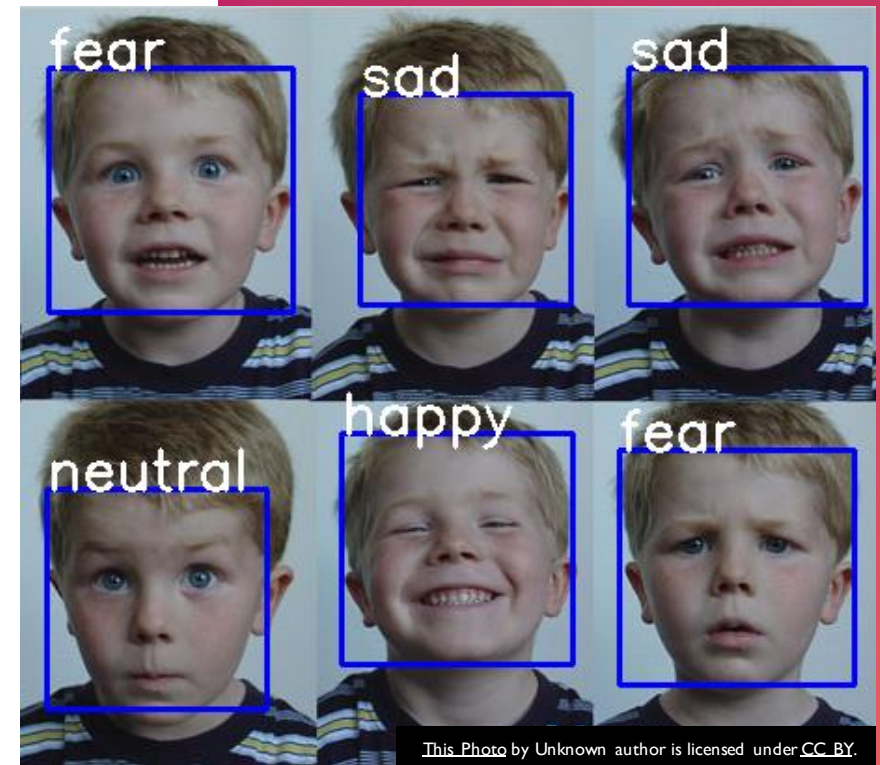 fear
sad
sad
neutral
happy
fear
This Photo by Unknown author is licensed under CC BY.